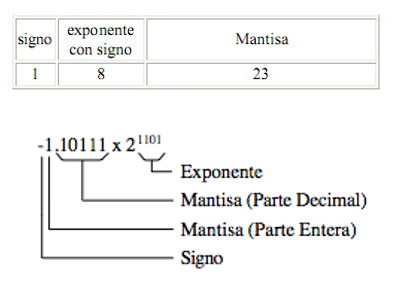 signo exponente con signo Mantisa
1 8 23
-1.10111 x 2^1101
Exponente
Mantisa (Parte Decimal)
Mantisa (Parte Entera)
Signo